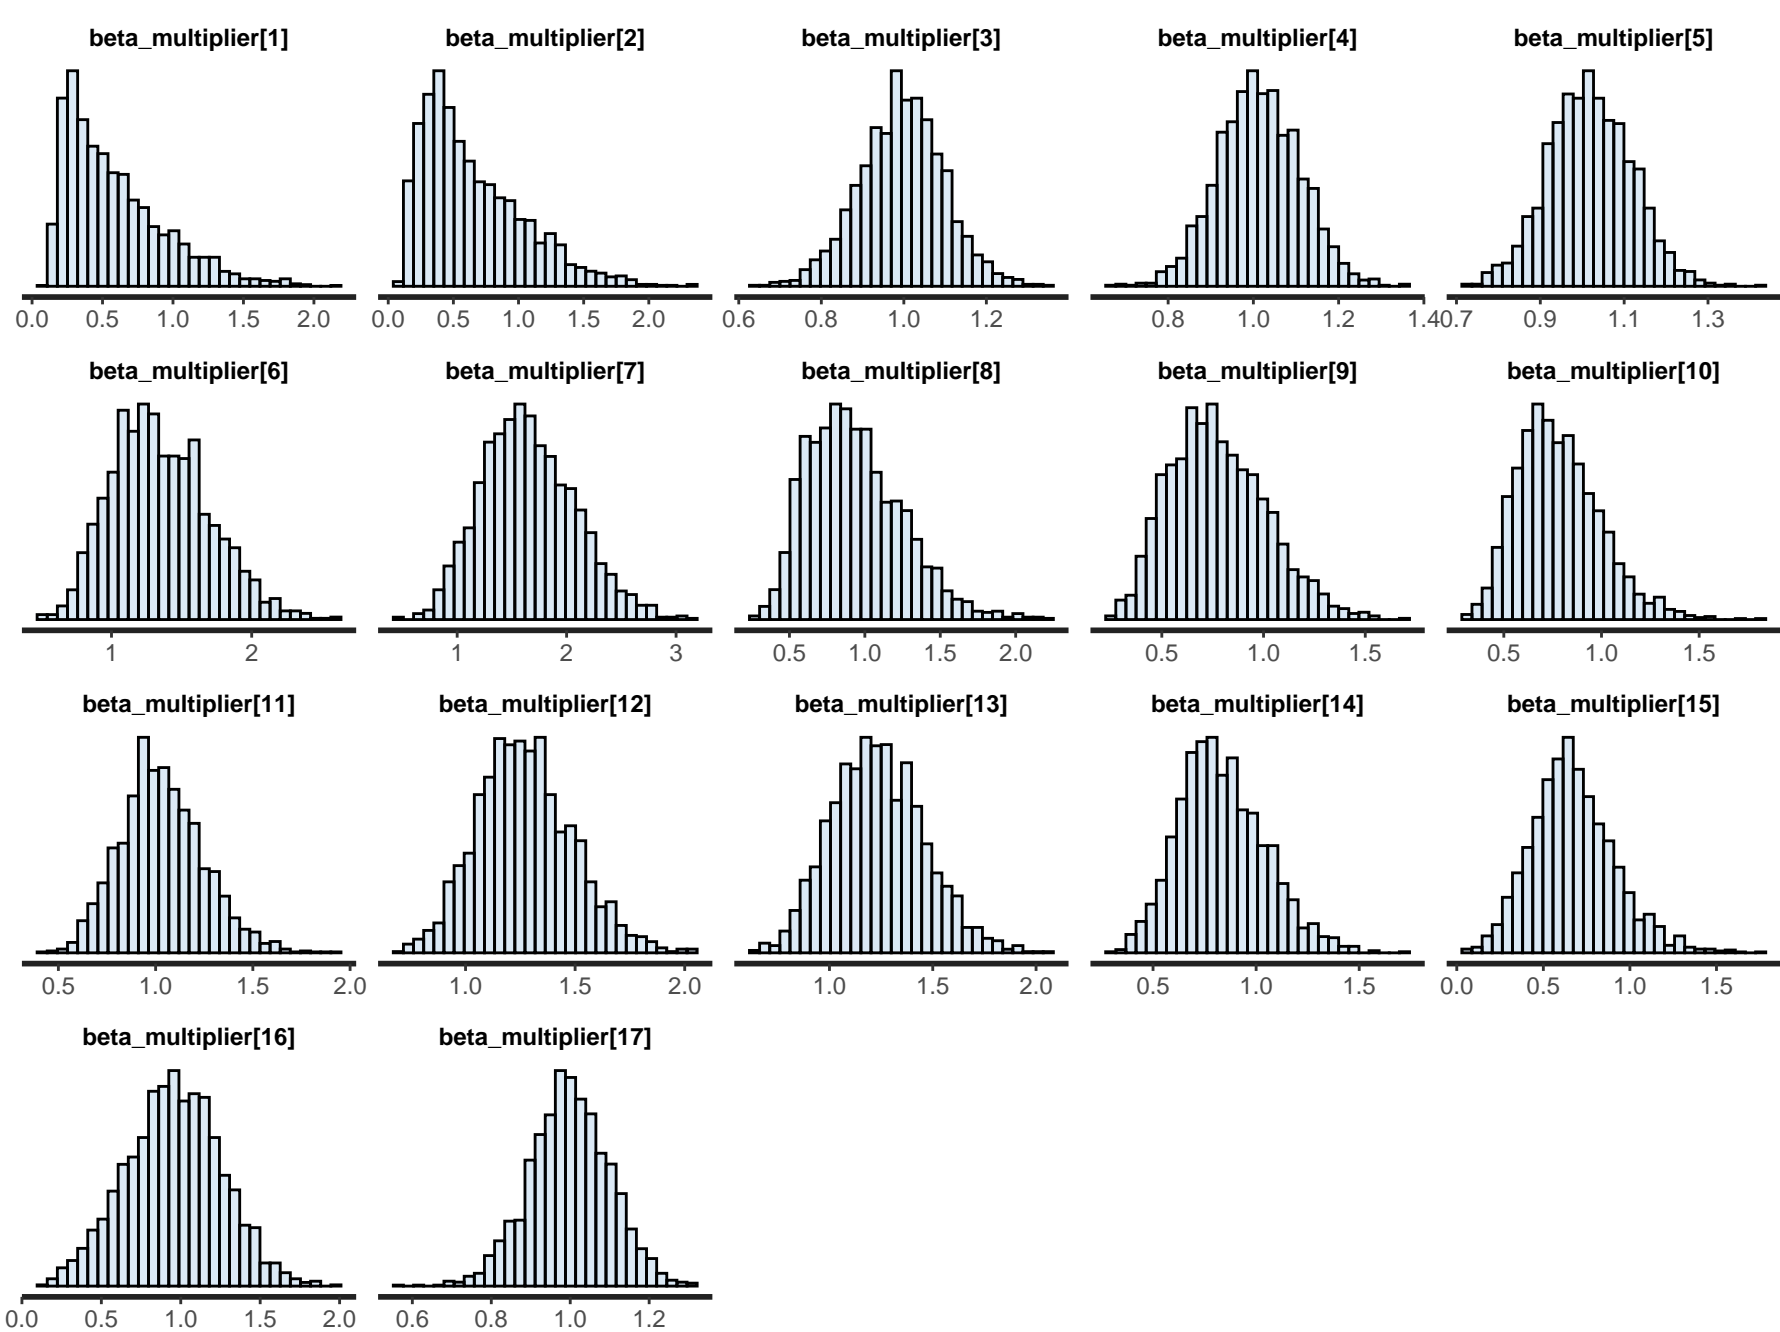 beta_multiplier[1] beta_multiplier[2] beta_multiplier[3] beta_multiplier[4] beta_multiplier[5]
0.0 0.5 1.0 1.5 2.0 0.0 0.5 1.0 1.5 2.0 0.6 0.8 1.0 1.2 0.8 1.0 1.2 1.4 0.7 0.9 1.1 1.3
beta_multiplier[6] beta_multiplier[7] beta_multiplier[8] beta_multiplier[9] beta_multiplier[10]
1 2 1 2 3 0.5 1.0 1.5 2.0 0.5 1.0 1.5 0.5 1.0 1.5
beta_multiplier[11] beta_multiplier[12] beta_multiplier[13] beta_multiplier[14] beta_multiplier[15]
0.5 1.0 1.5 2.0 1.0 1.5 2.0 1.0 1.5 2.0 0.5 1.0 1.5 0.0 0.5 1.0 1.5
beta_multiplier[16] beta_multiplier[17]
0.0 0.5 1.0 1.5 2.0 0.6 0.8 1.0 1.2